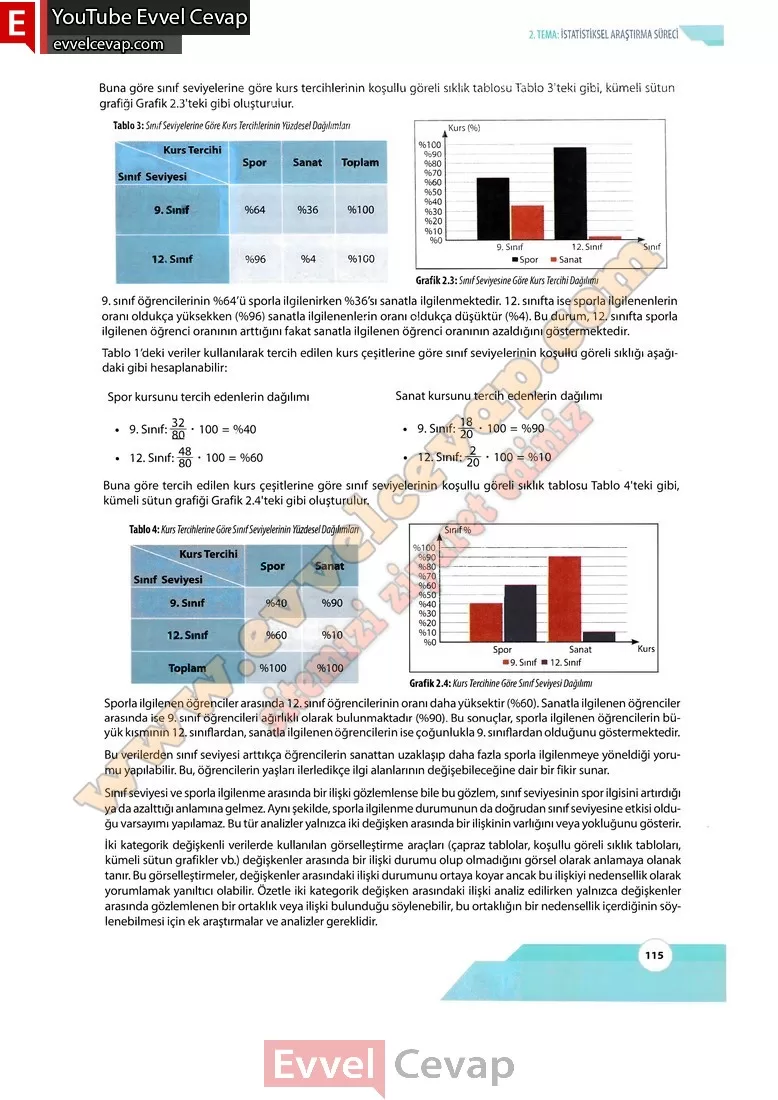 E YouTube Evvel Cevap
evvelcevap.com
2. TEMA: İSTATİSTİKSEL ARAŞTIRMA SÜRECİ
Buna göre sınıf seviyelerine göre kurs tercihlerinin koşullu göreli sıklık tablosu Tablo 3'teki gibi, kümeli sütun
grafiği Grafik 2.3'teki gibi oluşturulur.
Tablo 3: Sınıf Seviyelerine Göre Kurs Tercihlerinin Yüzdesel Dağılımları
Kurs Tercihi
Sınıf Seviyesi
Spor Sanat Toplam
9. Sınıf %64 %36 %100
12. Sınıf %96 %4 %100
Kurs (%)
%100
%90
%80
%70
%60
%50
%40
%30
%20
%10
%0
9. Sınıf 12. Sınıf Sınıf
Spor Sanat
Grafik 2.3: Sınıf Seviyesine Göre Kurs Tercihi Dağılımı
9. sınıf öğrencilerinin %64'ü sporla ilgilenirken %36'sı sanatla ilgilenmektedir. 12. sınıfta ise sporla ilgilenenlerin
oranı oldukça yüksekken (%96) sanatla ilgilenenlerin oranı oldukça düşüktür (%4). Bu durum, 12. sınıfta sporla
ilgilenen öğrenci oranının arttığını fakat sanatla ilgilenen öğrenci oranının azaldığını göstermektedir.
Tablo 1'deki veriler kullanılarak tercih edilen kurs çeşitlerine göre sınıf seviyelerinin koşullu göreli sıklığı aşağı-
daki gibi hesaplanabilir:
Spor kursunu tercih edenlerin dağılımı
• 9. Sınıf: 32/80 · 100 = %40
• 12. Sınıf: 48/80 · 100 = %60
Sanat kursunu tercih edenlerin dağılımı
• 9. Sınıf: 18/20 · 100 = %90
• 12. Sınıf: 2/20 · 100 = %10
Buna göre tercih edilen kurs çeşitlerine göre sınıf seviyelerinin koşullu göreli sıklık tablosu Tablo 4'teki gibi,
kümeli sütun grafiği Grafik 2.4'teki gibi oluşturulur.
Tablo 4: Kurs Tercihlerine Göre Sınıf Seviyelerinin Yüzdesel Dağılımları
Kurs Tercihi
Sınıf Seviyesi
Spor Sanat
9. Sınıf %40 %90
12. Sınıf %60 %10
Toplam %100 %100
Sınıf %
%100
%90
%80
%70
%60
%50
%40
%30
%20
%10
%0
Spor Sanat Kurs
9. Sınıf 12. Sınıf
Grafik 2.4: Kurs Tercihine Göre Sınıf Seviyesi Dağılımı
Sporla ilgilenen öğrenciler arasında 12. sınıf öğrencilerinin oranı daha yüksektir (%60). Sanatla ilgilenen öğrenciler
arasında ise 9. sınıf öğrencileri ağırlıklı olarak bulunmaktadır (%90). Bu sonuçlar, sporla ilgilenen öğrencilerin bü-
yük kısmının 12. sınıflardan, sanatla ilgilenen öğrencilerin ise çoğunlukla 9. sınıflardan olduğunu göstermektedir.
Bu verilerden sınıf seviyesi arttıkça öğrencilerin sanattan uzaklaşıp daha fazla sporla ilgilenmeye yöneldiği yoru-
mu yapılabilir. Bu, öğrencilerin yaşları ilerledikçe ilgi alanlarının değişebileceğine dair bir fikir sunar.
Sınıf seviyesi ve sporla ilgilenme arasında bir ilişki gözlemlense bile bu gözlem, sınıf seviyesinin spor ilgisini artırdığı
ya da azalttığı anlamına gelmez. Aynı şekilde, sporla ilgilenme durumunun da doğrudan sınıf seviyesine etkisi oldu-
ğu varsayımı yapılamaz. Bu tür analizler yalnızca iki değişken arasında bir ilişkinin varlığını veya yokluğunu gösterir.
İki kategorik değişkenli verilerde kullanılan görselleştirme araçları (çapraz tablolar, koşullu göreli sıklık tabloları,
kümeli sütun grafikler vb.) değişkenler arasında bir ilişki durumu olup olmadığını görsel olarak anlamaya olanak
tanır. Bu görselleştirmeler, değişkenler arasındaki ilişki durumunu ortaya koyar ancak bu ilişkiyi nedensellik olarak
yorumlamak yanıltıcı olabilir. Özetle iki kategorik değişken arasındaki ilişki analiz edilirken yalnızca değişkenler
arasında gözlemlenen bir ortaklık veya ilişki bulunduğu söylenebilir, bu ortaklığın bir nedensellik içerdiğinin söy-
lenebilmesi için ek araştırmalar ve analizler gereklidir.
www.evvelcevap.com
sitemizi ziyaret ediniz
115
Evvel Cevap